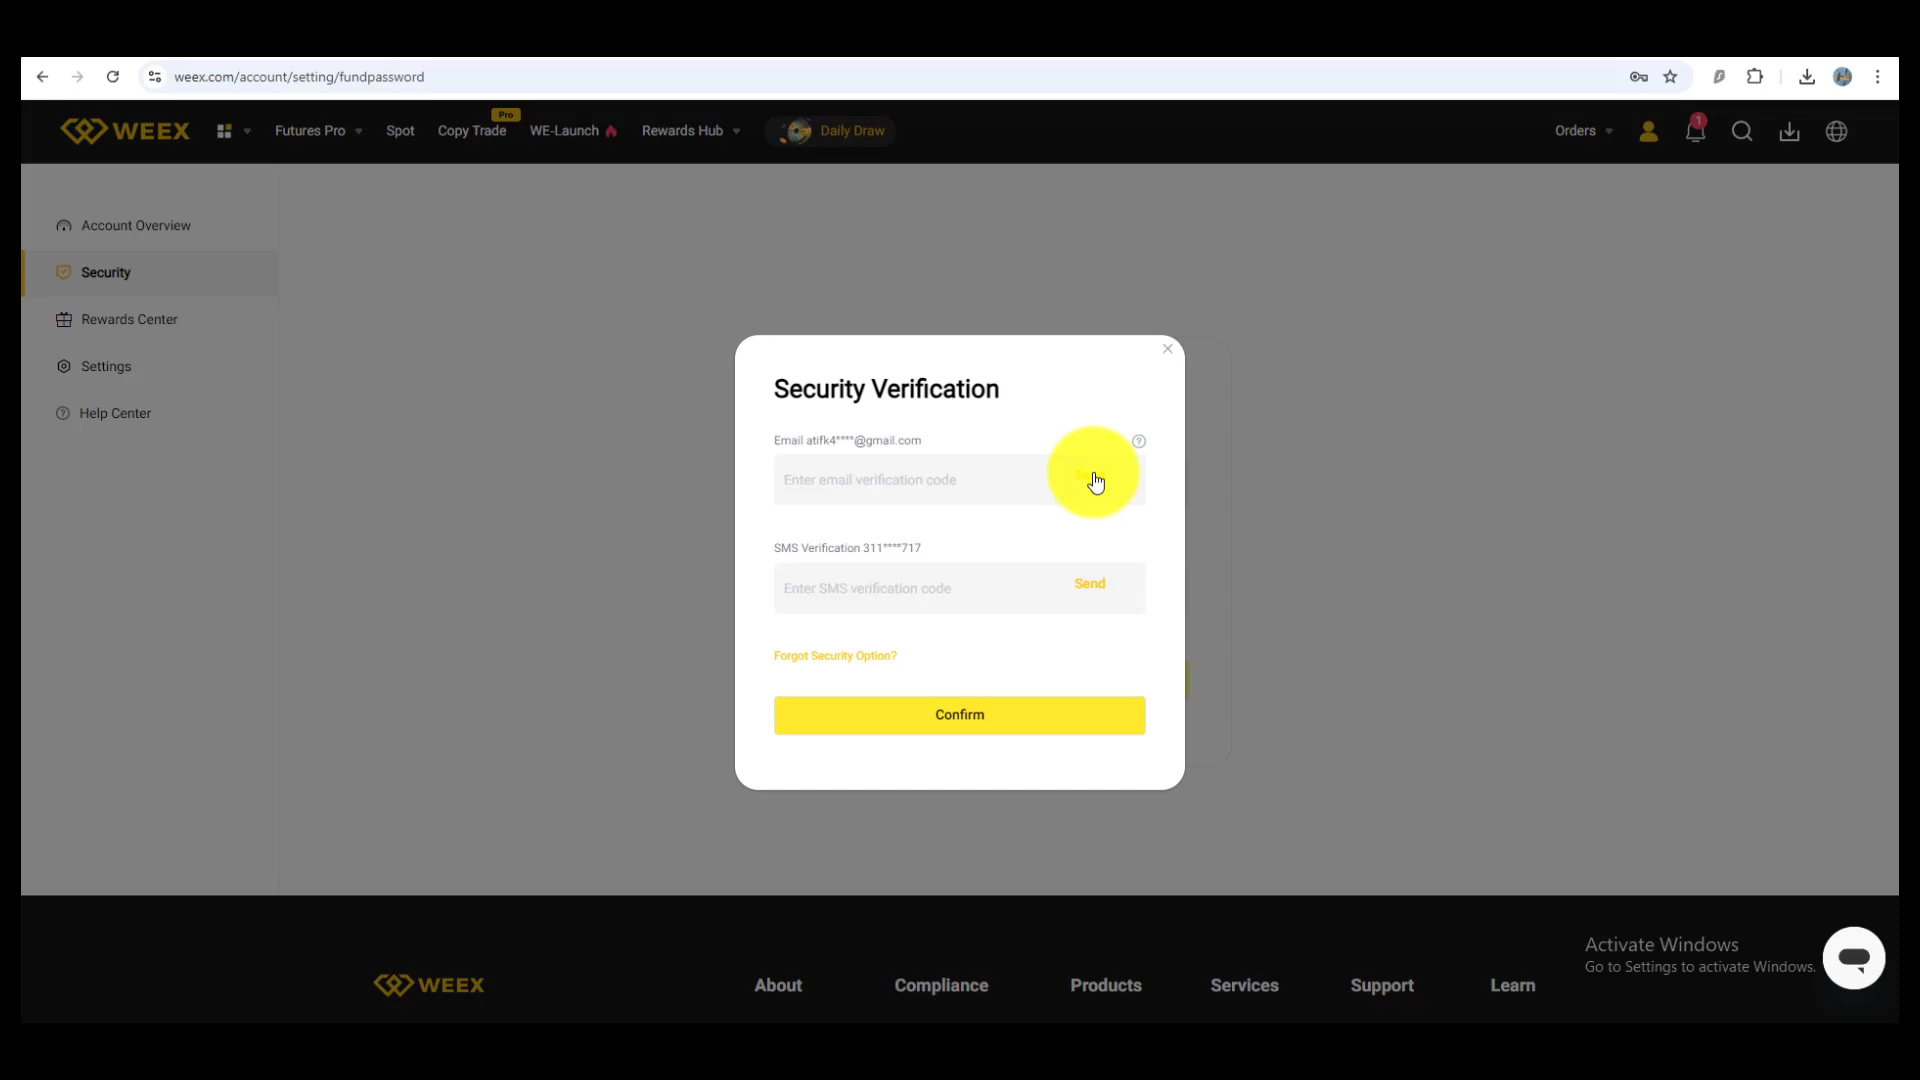 weex.com/account/setting/fundpassword
WEEX
Futures Pro
Spot
Copy Trade
Pro
WE-Launch
Rewards Hub
Daily Draw
Orders
1
Account Overview
Security
Rewards Center
Settings
Help Center
Security Verification
Email atifk4****@gmail.com
Enter email verification code
SMS Verification 311****717
Enter SMS verification code
Send
Forgot Security Option?
Confirm
Activate Windows
Go to Settings to activate Windows.
WEEX
About
Compliance
Products
Services
Support
Learn